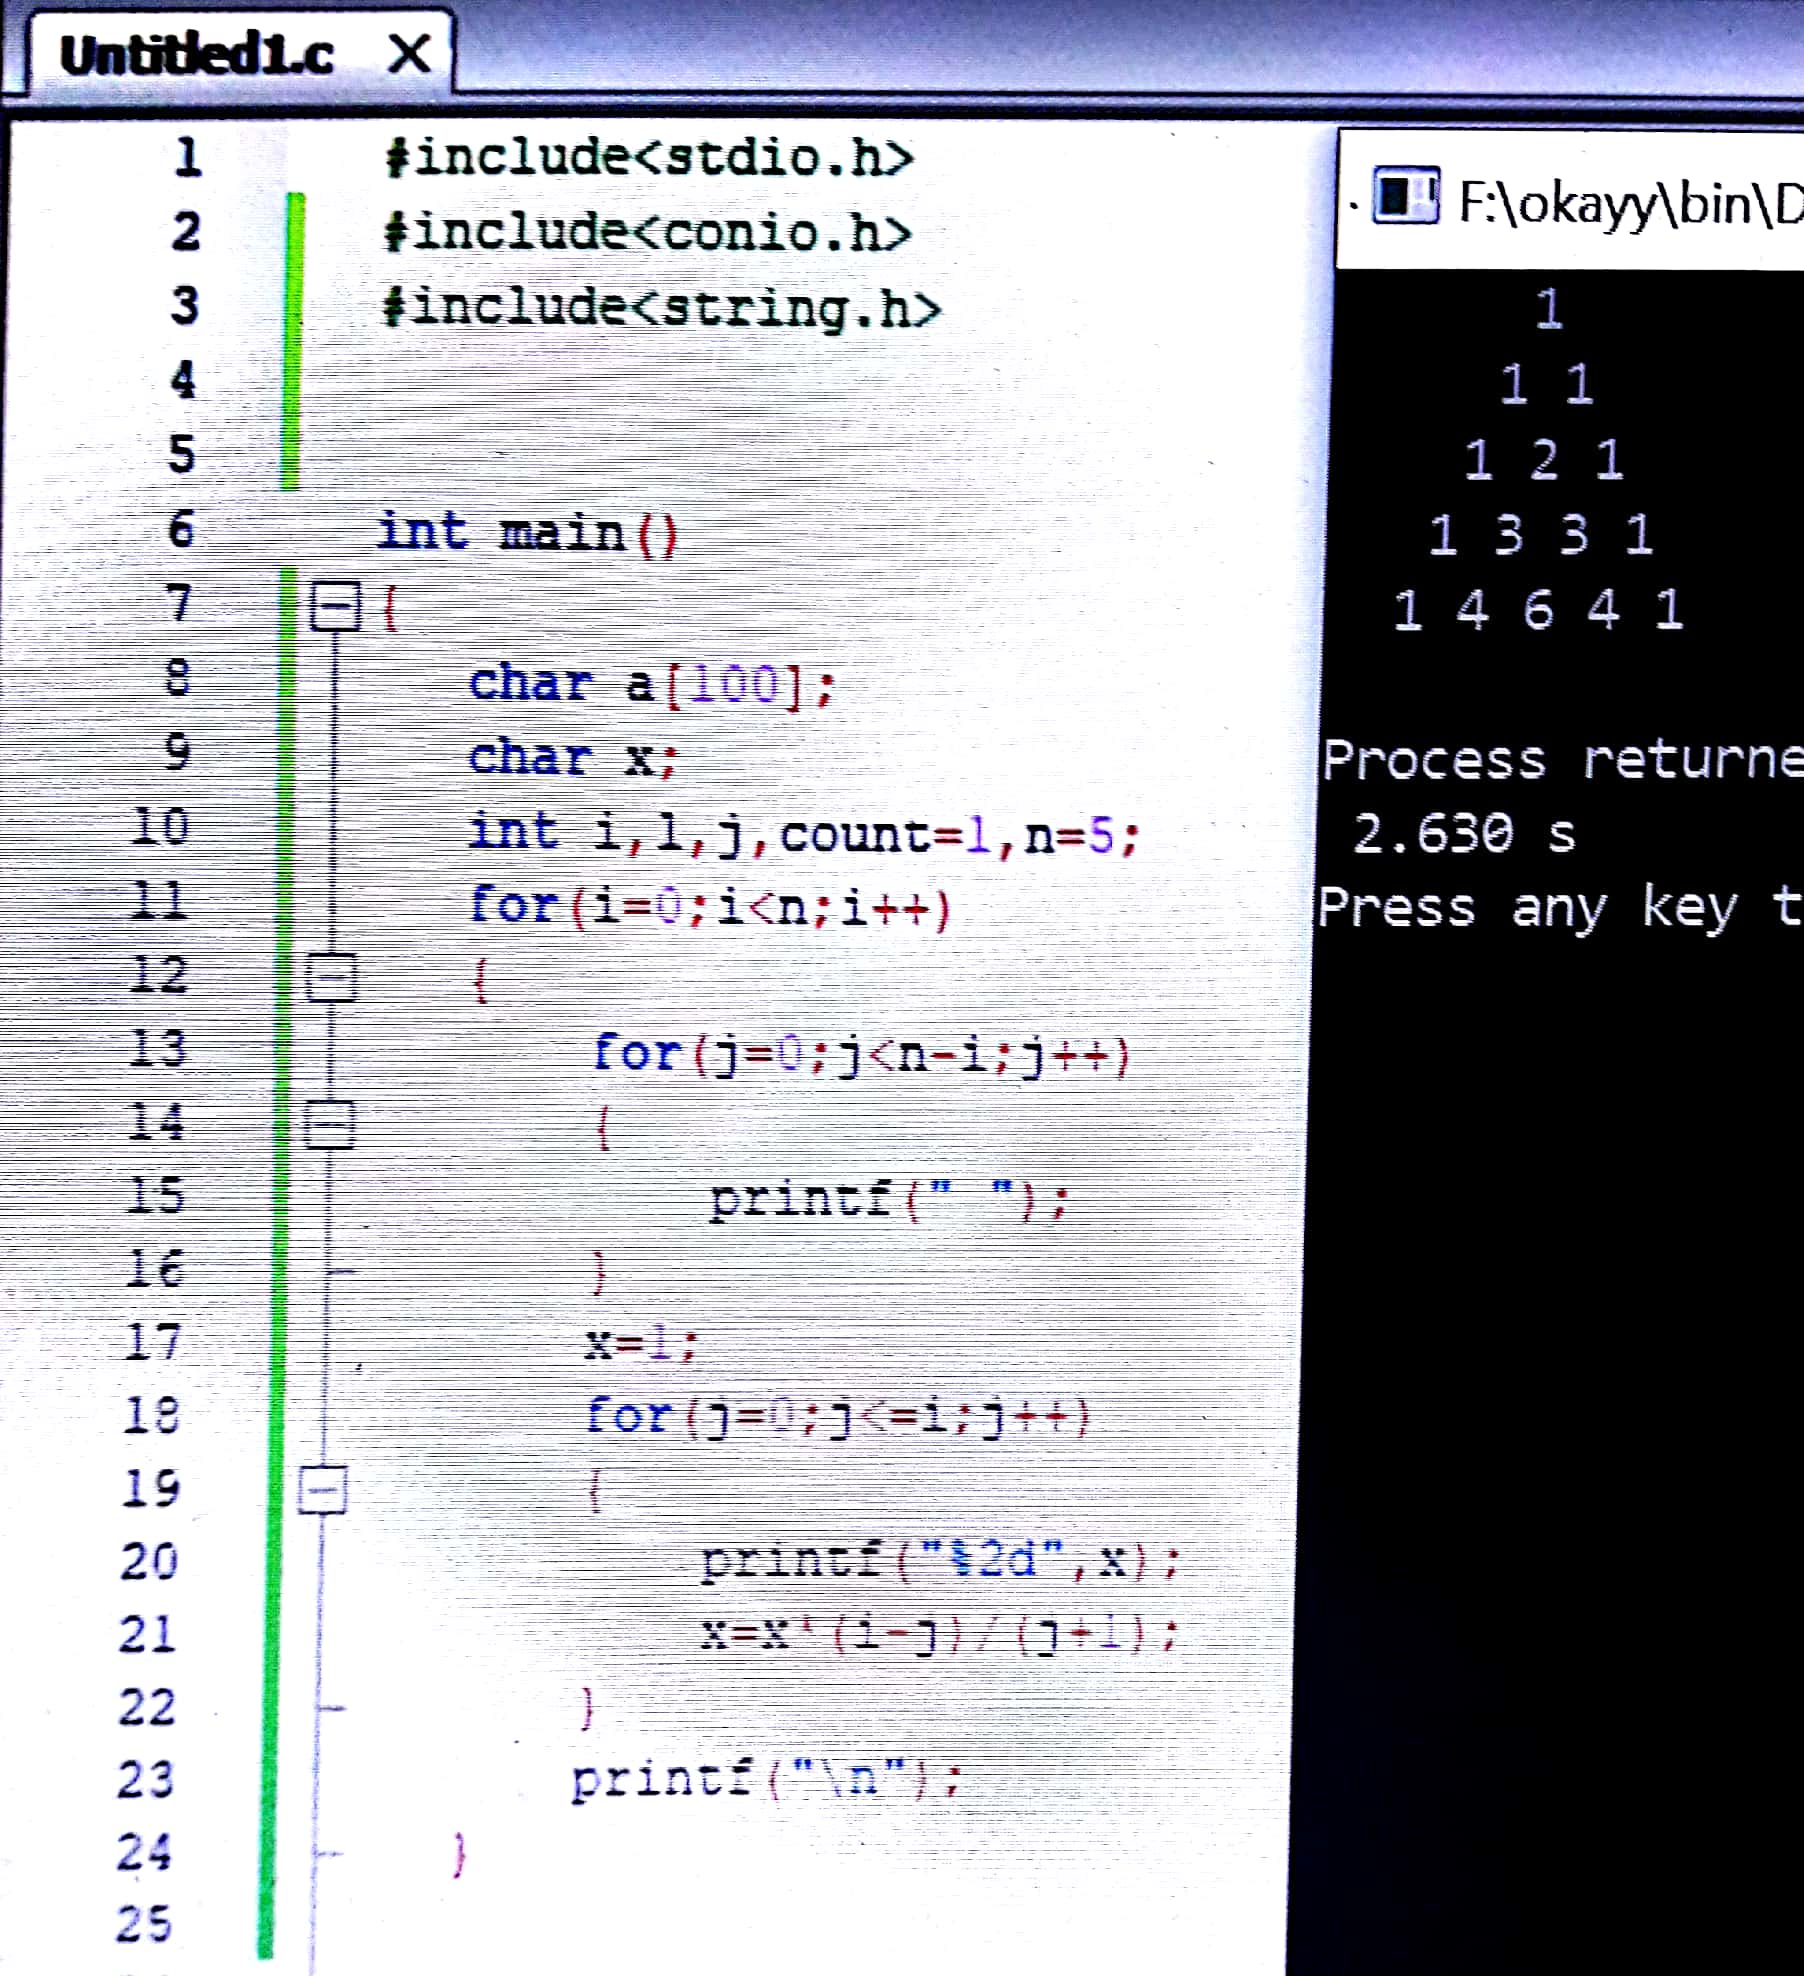 Untitled1.c X
1 #include<stdio.h>
2 #include<conio.h>
3 #include<string.h>
4
5
6 int main()
7 {
8 char a[100];
9 char x;
10 int i,l,j,count=1,n=5;
11 for(i=0;i<n;i++)
12 {
13 for(j=0;j<n-i;j++)
14 {
15 printf(" ");
16 }
17 x=1;
18 for(j=0;j<=i;j++)
19 {
20 printf("%2d",x);
21 x=x*(i-j)/(j+1);
22 }
23 printf("\n");
24 }
25
F:\okayy\bin\D
1
1 1
1 2 1
1 3 3 1
1 4 6 4 1
Process returne
2.630 s
Press any key t